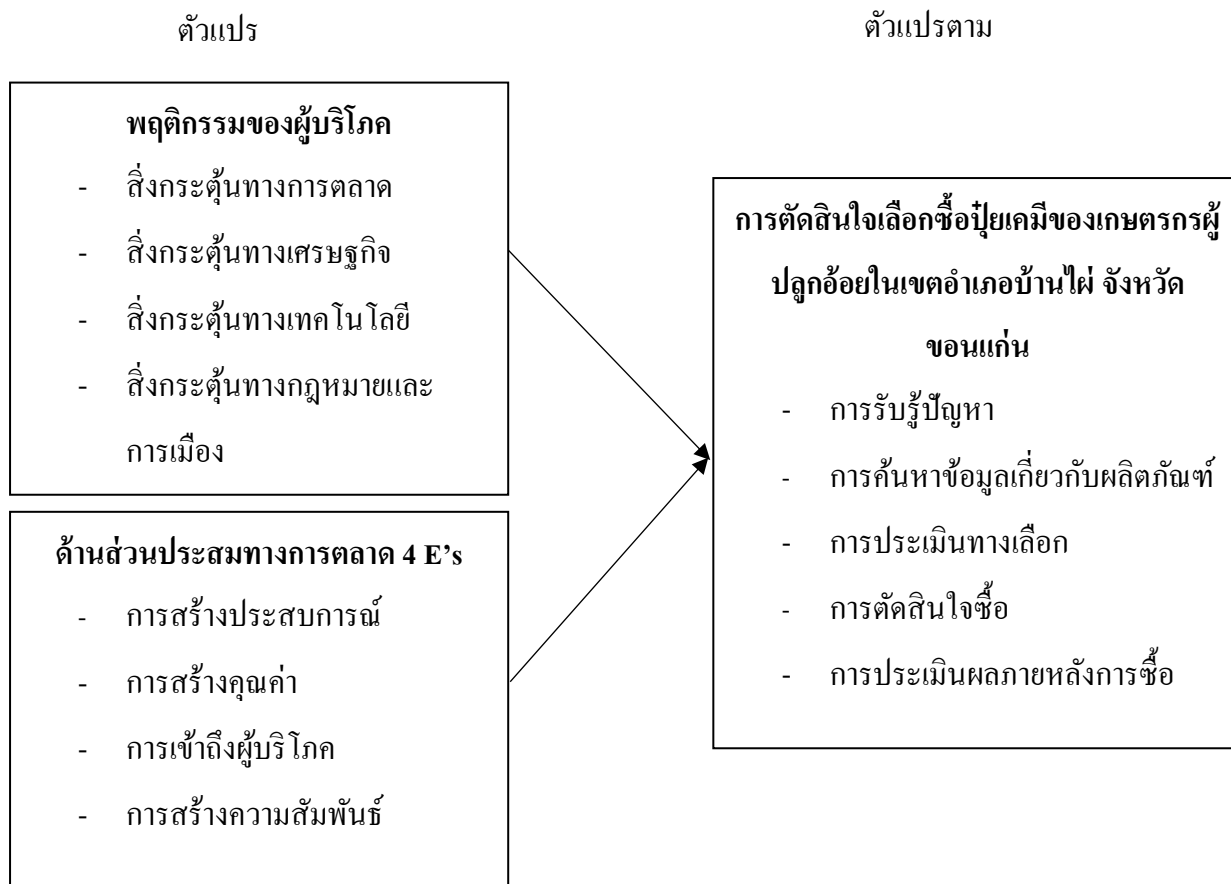 ตัวแปร
ตัวแปรตาม
พฤติกรรมของผู้บริโภค
- สิ่งกระตุ้นทางการตลาด
- สิ่งกระตุ้นทางเศรษฐกิจ
- สิ่งกระตุ้นทางเทคโนโลยี
- สิ่งกระตุ้นทางกฎหมายและ
การเมือง
ด้านส่วนประสมทางการตลาด 4 E’s
- การสร้างประสบการณ์
- การสร้างคุณค่า
- การเข้าถึงผู้บริโภค
- การสร้างความสัมพันธ์
การตัดสินใจเลือกซื้อปุ๋ยเคมีของเกษตรกรผู้
ปลูกอ้อยในเขตอำเภอบ้านไผ่ จังหวัด
ขอนแก่น
- การรับรู้ปัญหา
- การค้นหาข้อมูลเกี่ยวกับผลิตภัณฑ์
- การประเมินทางเลือก
- การตัดสินใจซื้อ
- การประเมินผลภายหลังการซื้อ